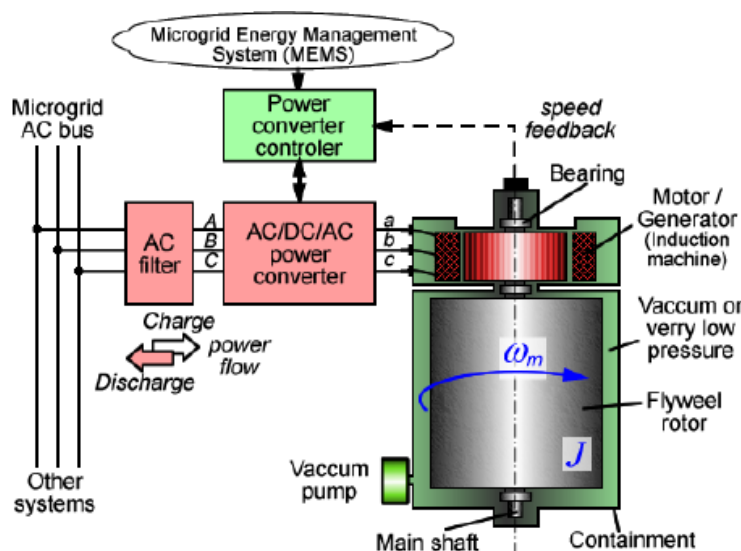 Microgrid Energy Management
System (MEMS)
Microgrid
AC bus
Power
converter
controler
speed
feedback
Bearing
Motor /
Generator
(Induction
machine)
AC
filter
A
B
C
AC/DC/AC
power
converter
a
b
c
Charge
power
flow
Discharge
Vaccum or
verry low
pressure
ωm
Flyweel
rotor
J
Vaccum
pump
Other
systems
Main shaft
Containment